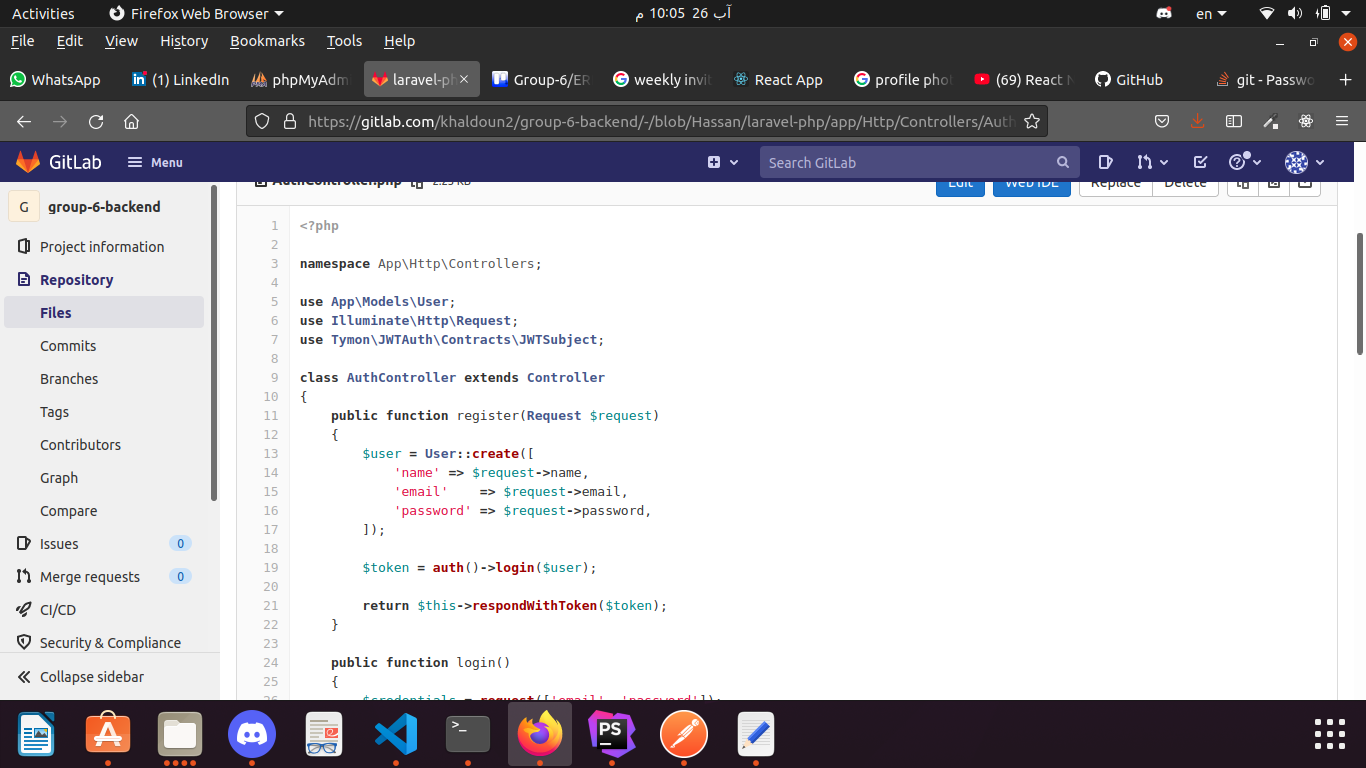 Activities Firefox Web Browser آب 26 10:05 م en
File Edit View History Bookmarks Tools Help
WhatsApp (1) LinkedIn phpMyAdm laravel-ph Group-6/ER weekly invit React App profile phot (69) React N GitHub git - Passwo
https://gitlab.com/khaldoun2/group-6-backend/-/blob/Hassan/laravel-php/app/Http/Controllers/Auth
GitLab Menu Search GitLab
AuthController.php 2.25 KB Edit Web IDE Replace Delete
G group-6-backend
Project information
Repository
Files
Commits
Branches
Tags
Contributors
Graph
Compare
Issues 0
Merge requests 0
CI/CD
Security & Compliance
Collapse sidebar
1 <?php
2
3 namespace App\Http\Controllers;
4
5 use App\Models\User;
6 use Illuminate\Http\Request;
7 use Tymon\JWTAuth\Contracts\JWTSubject;
8
9 class AuthController extends Controller
10 {
11     public function register(Request $request)
12     {
13         $user = User::create([
14             'name' => $request->name,
15             'email'    => $request->email,
16             'password' => $request->password,
17         ]);
18
19         $token = auth()->login($user);
20
21         return $this->respondWithToken($token);
22     }
23
24     public function login()
25     {
26         $credentials = request(['email', 'password']);
>_
PS